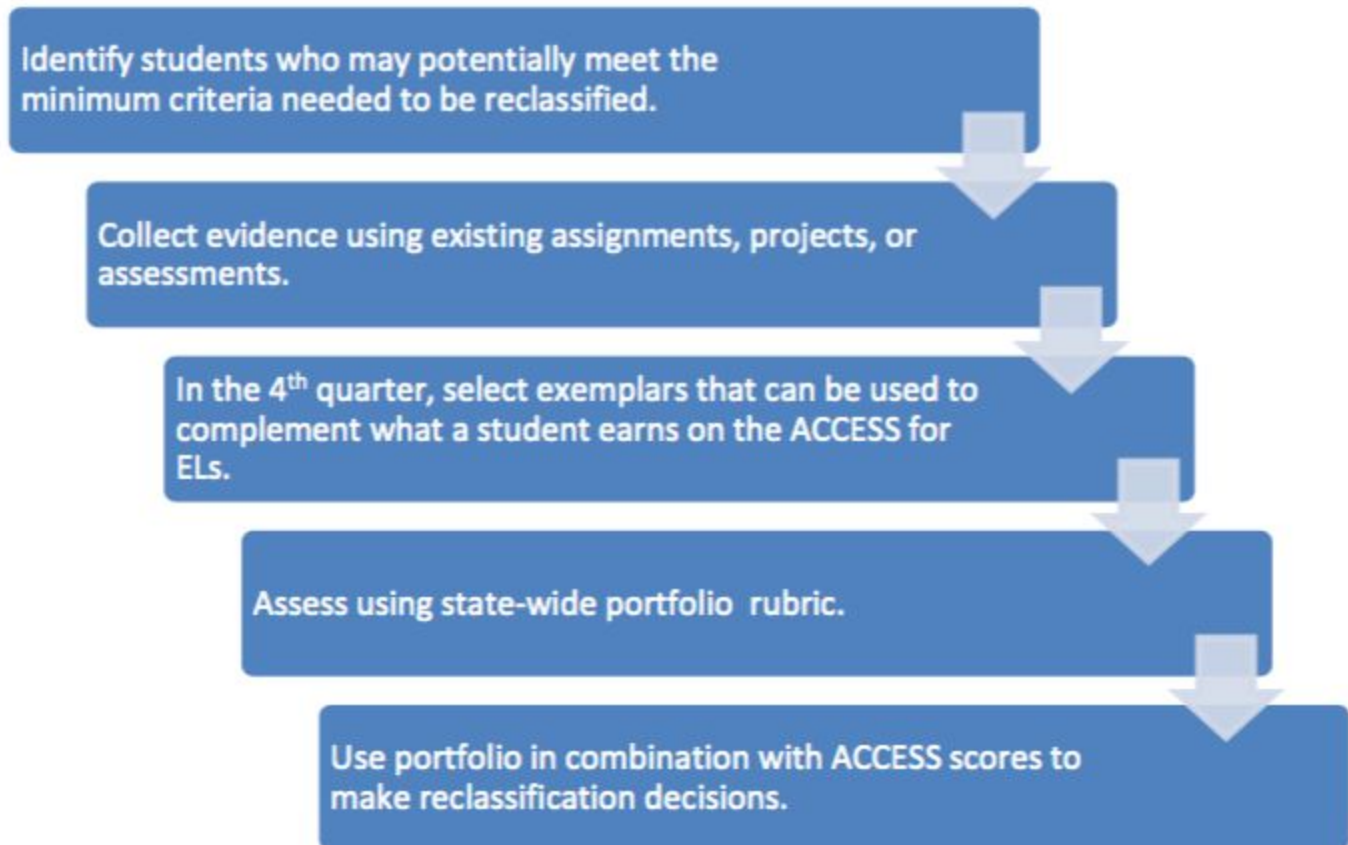 Identify students who may potentially meet the
minimum criteria needed to be reclassified.
Collect evidence using existing assignments, projects, or
assessments.
In the 4th quarter, select exemplars that can be used to
complement what a student earns on the ACCESS for
ELs.
Assess using state-wide portfolio rubric.
Use portfolio in combination with ACCESS scores to
make reclassification decisions.